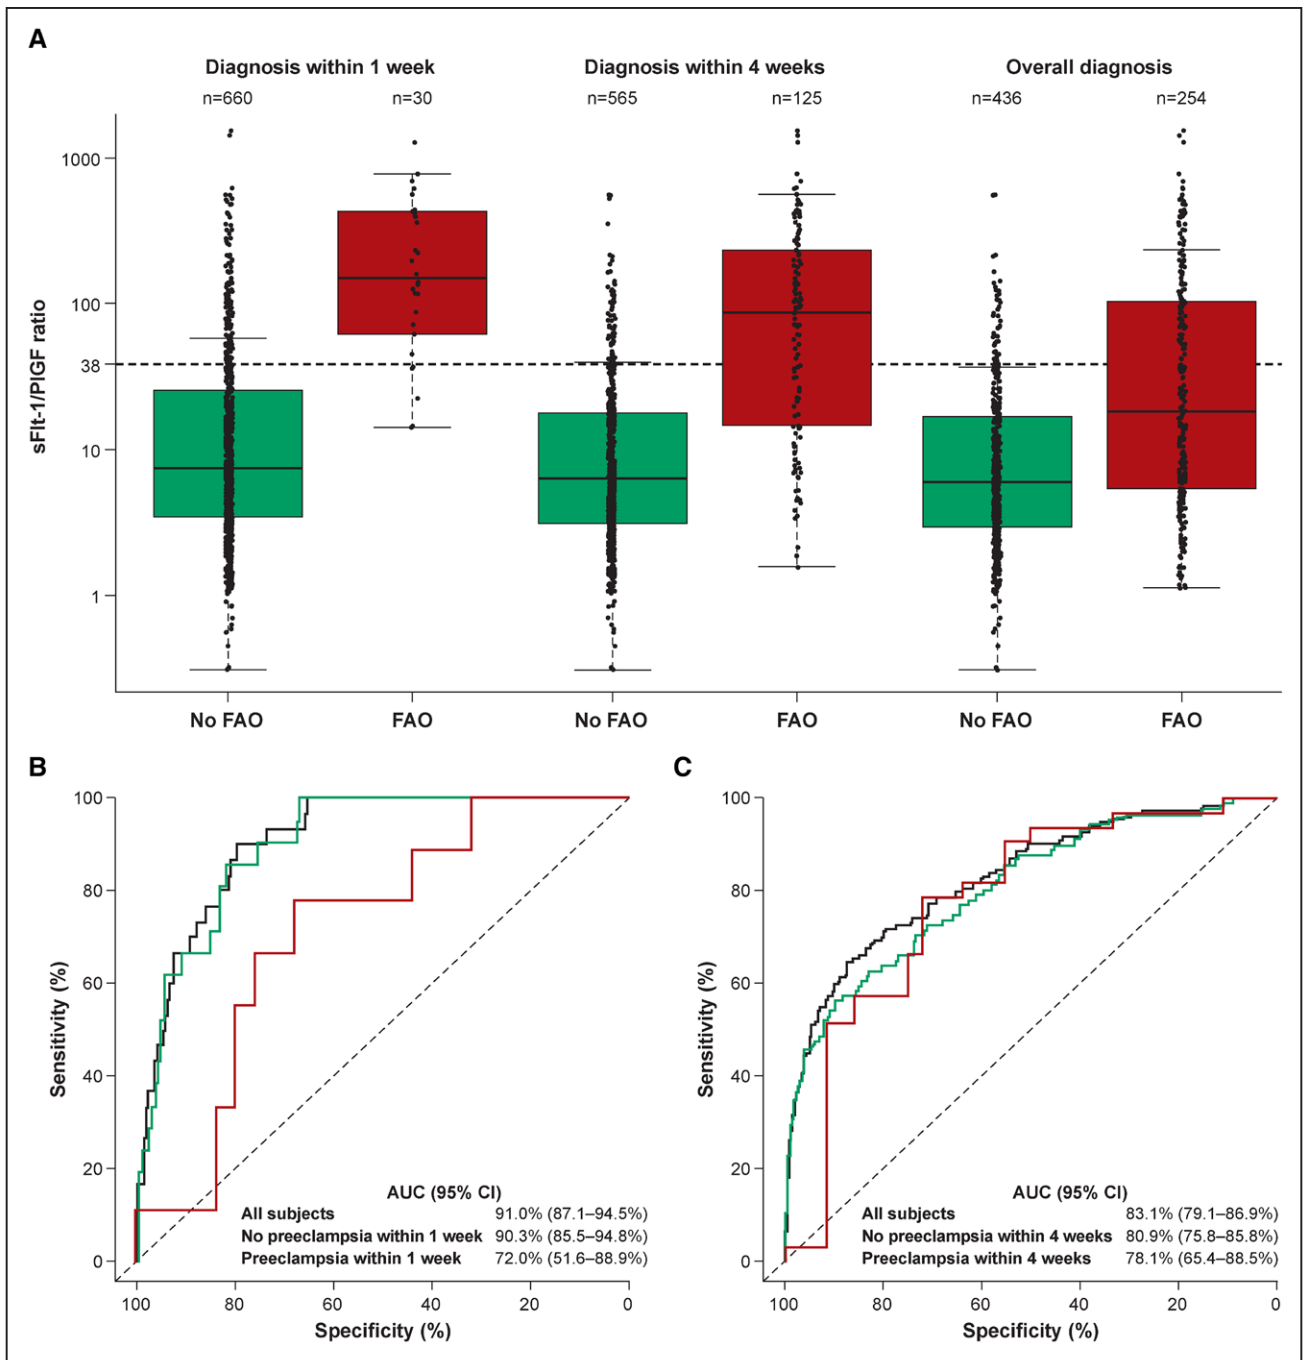 A
Diagnosis within 1 week Diagnosis within 4 weeks Overall diagnosis
n=660 n=30 n=565 n=125 n=436 n=254
sFlt-1/PlGF ratio
1000
100
38
10
1
No FAO FAO No FAO FAO No FAO FAO
B
Sensitivity (%)
100
80
60
40
20
0
AUC (95% CI)
All subjects 91.0% (87.1–94.5%)
No preeclampsia within 1 week 90.3% (85.5–94.8%)
Preeclampsia within 1 week 72.0% (51.6–88.9%)
100 80 60 40 20 0
Specificity (%)
C
Sensitivity (%)
100
80
60
40
20
0
AUC (95% CI)
All subjects 83.1% (79.1–86.9%)
No preeclampsia within 4 weeks 80.9% (75.8–85.8%)
Preeclampsia within 4 weeks 78.1% (65.4–88.5%)
100 80 60 40 20 0
Specificity (%)